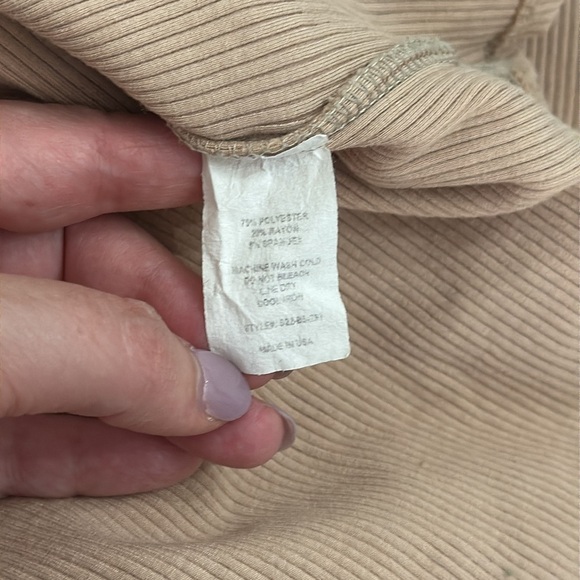 POLYESTER
RAYON
SPANDEX
MACHINE WASH COLD
DO NOT BLEACH
LINE DRY
COOL IRON
STYLE#:
MADE IN USA